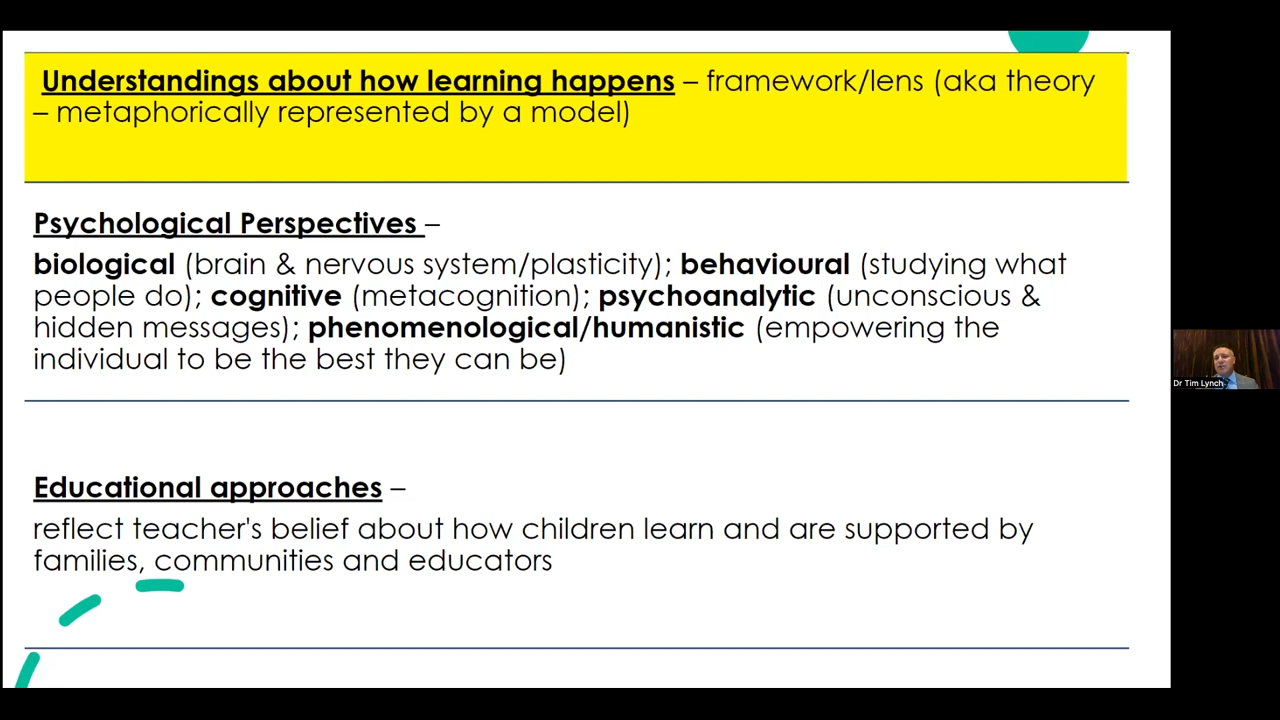 Understandings about how learning happens – framework/lens (aka theory
– metaphorically represented by a model)
Psychological Perspectives –
biological (brain & nervous system/plasticity); behavioural (studying what
people do); cognitive (metacognition); psychoanalytic (unconscious &
hidden messages); phenomenological/humanistic (empowering the
individual to be the best they can be)
Educational approaches –
reflect teacher's belief about how children learn and are supported by
families, communities and educators
Dr Tim Lynch